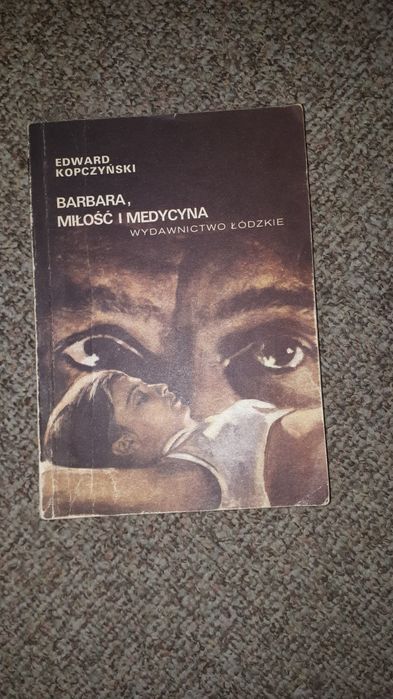 EDWARD
KOPCZYŃSKI
BARBARA,
MIŁOŚĆ I MEDYCYNA
WYDAWNICTWO ŁÓDZKIE